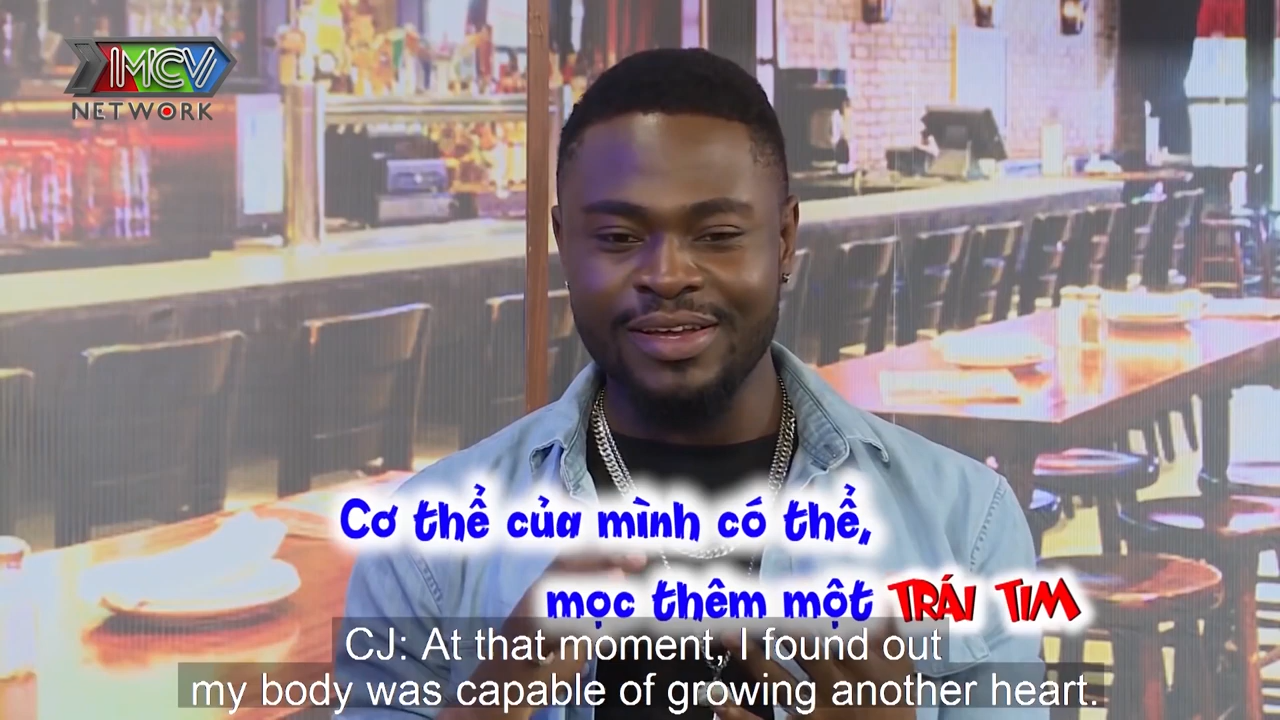 MCV
NETWORK
Cơ thể của mình có thể,
mọc thêm một TRÁI TIM
CJ: At that moment, I found out
my body was capable of growing another heart.